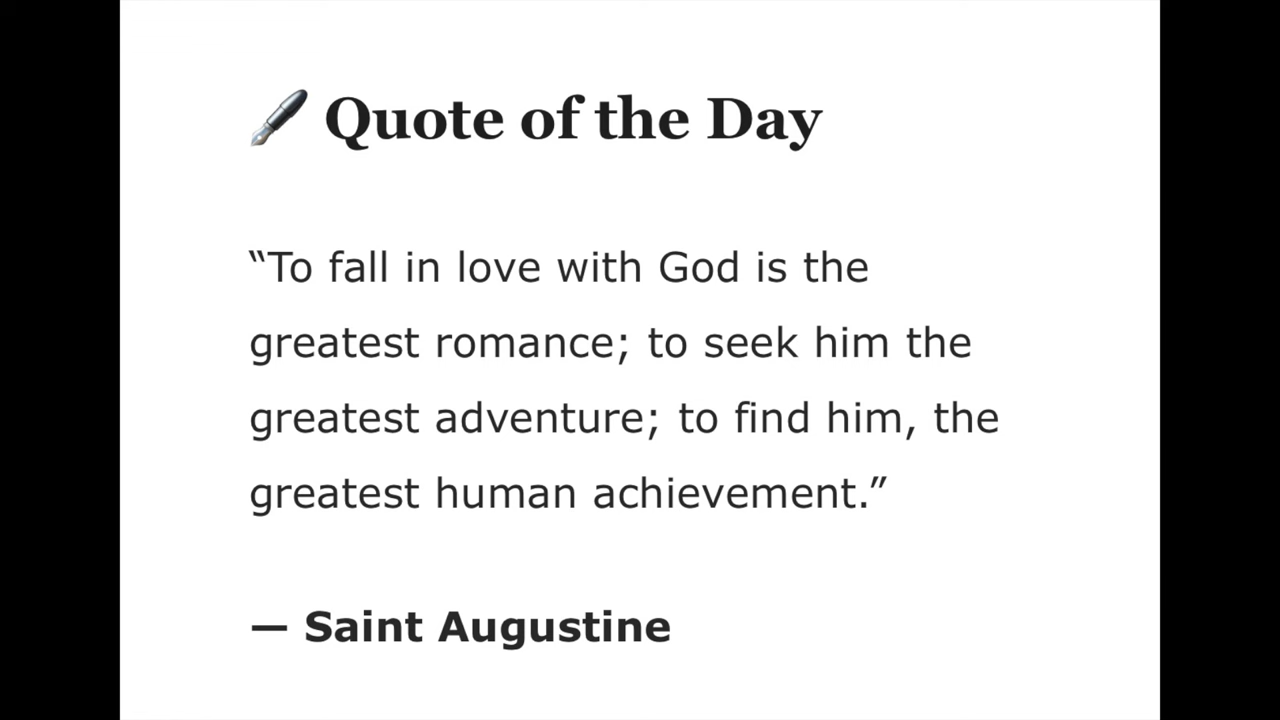 🖋️ Quote of the Day
“To fall in love with God is the
greatest romance; to seek him the
greatest adventure; to find him, the
greatest human achievement.”
— Saint Augustine